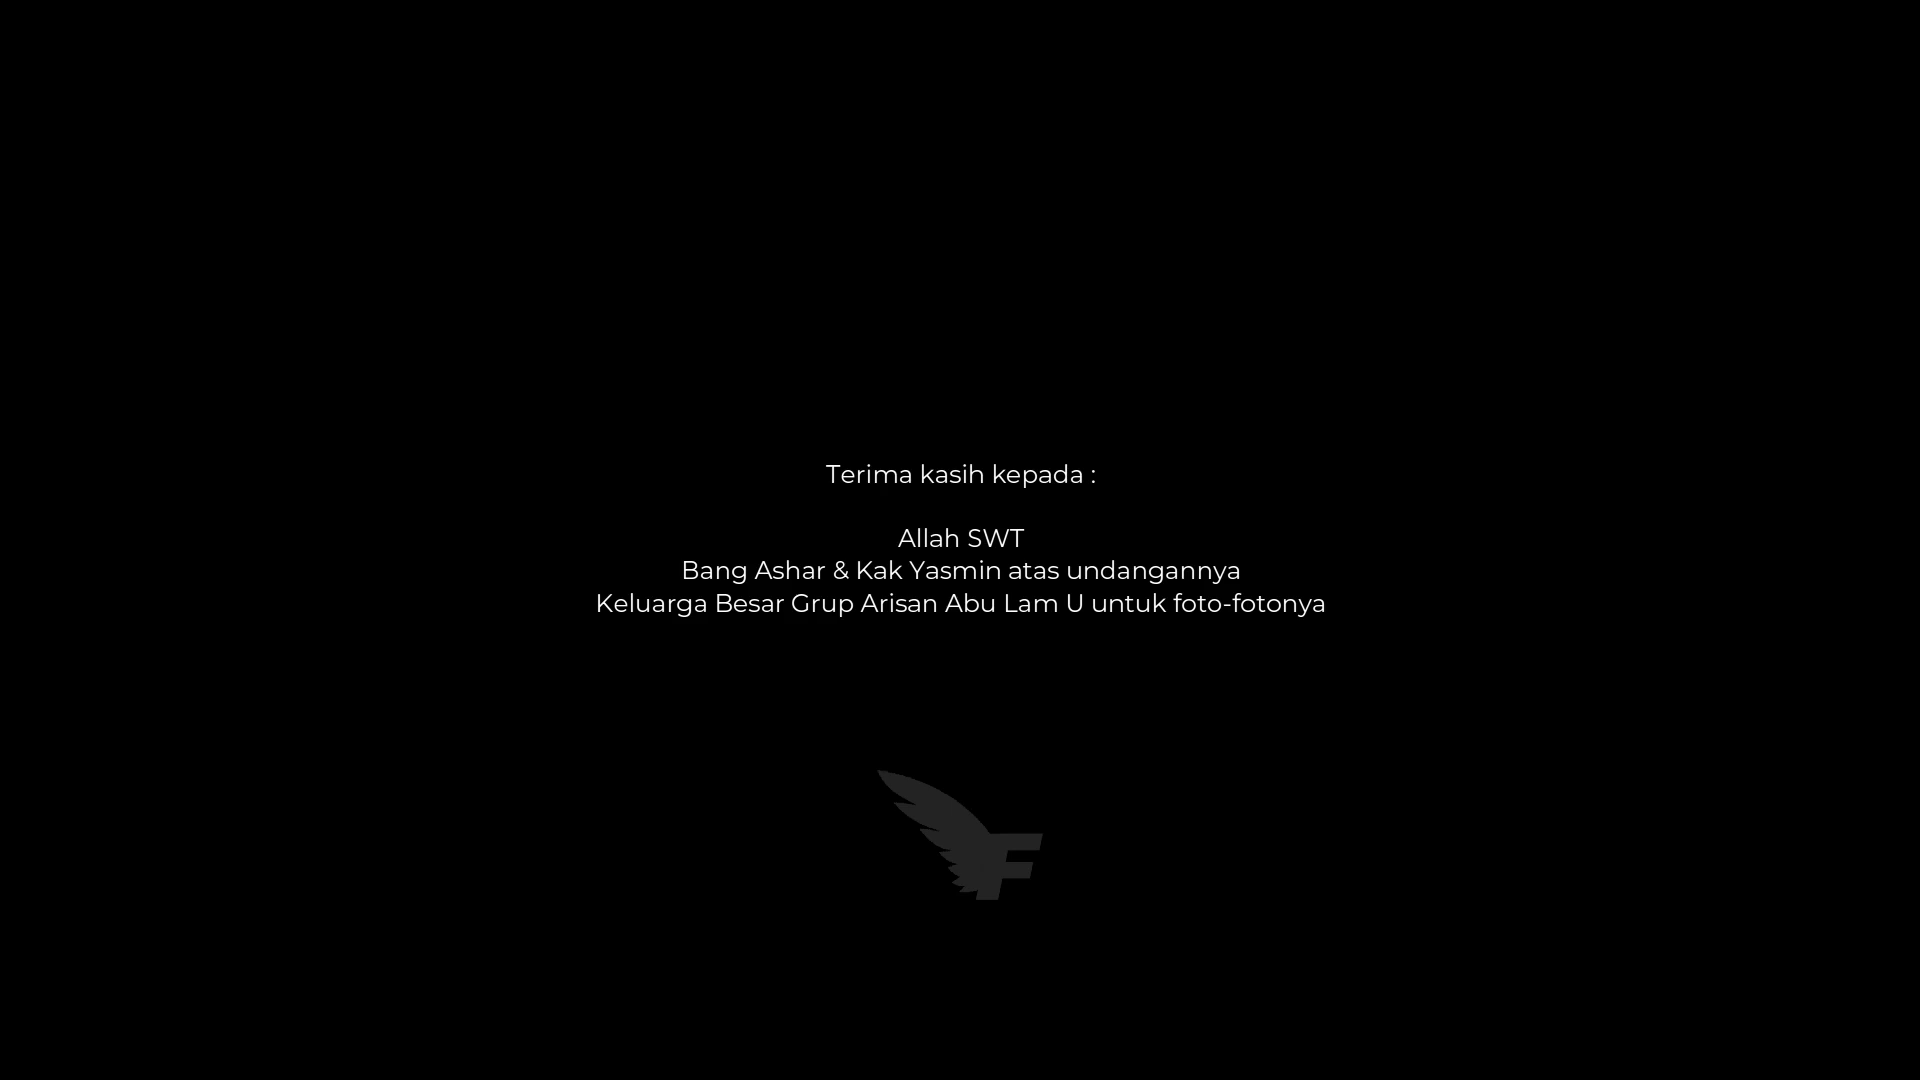 Terima kasih kepada :
Allah SWT
Bang Ashar & Kak Yasmin atas undangannya
Keluarga Besar Grup Arisan Abu Lam U untuk foto-fotonya
F